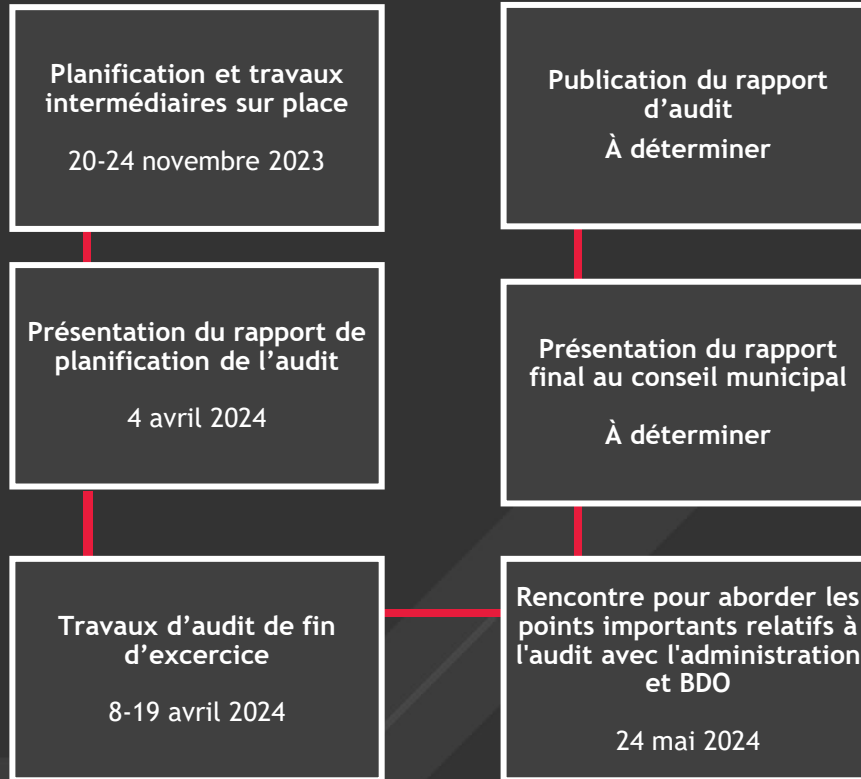 Planification et travaux
intermédiaires sur place
20-24 novembre 2023
Présentation du rapport de
planification de l’audit
4 avril 2024
Travaux d’audit de fin
d’excercice
8-19 avril 2024
Rencontre pour aborder les
points importants relatifs à
l'audit avec l'administration
et BDO
24 mai 2024
Présentation du rapport
final au conseil municipal
À déterminer
Publication du rapport
d’audit
À déterminer